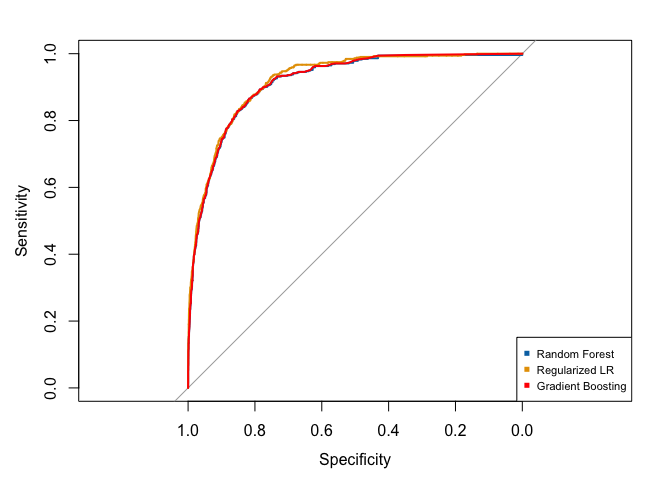 Sensitivity
1.0
0.8
0.6
0.4
0.2
0.0
Random Forest
Regularized LR
Gradient Boosting
1.0 0.8 0.6 0.4 0.2 0.0
Specificity